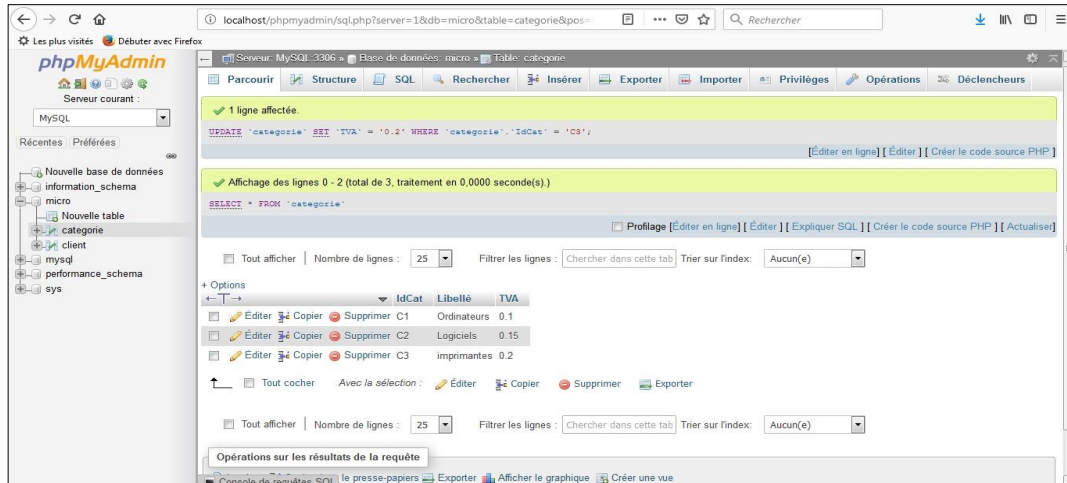 localhost/phpmyadmin/sql.php?server=1&db=micro&table=categorie&pos=
Rechercher
Les plus visités Débuter avec Firefox
phpMyAdmin
Serveur courant :
MySQL
Récentes Préférées
Nouvelle base de données
information_schema
micro
Nouvelle table
categorie
client
mysql
performance_schema
sys
Serveur: MySQL:3306 » Base de données: micro » Table: categorie
Parcourir Structure SQL Rechercher Insérer Exporter Importer Privilèges Opérations Déclencheurs
1 ligne affectée.
UPDATE `categorie` SET `TVA` = '0.2' WHERE `categorie`.`IdCat` = 'C3';
[Éditer en ligne] [ Éditer ] [ Créer le code source PHP ]
Affichage des lignes 0 - 2 (total de 3, traitement en 0,0000 seconde(s).)
SELECT * FROM `categorie`
Profilage [Éditer en ligne] [ Éditer ] [ Expliquer SQL ] [ Créer le code source PHP ] [ Actualiser]
Tout afficher | Nombre de lignes : 25 Filtrer les lignes : Chercher dans cette tab Trier sur l'index: Aucun(e)
+ Options
←T→ IdCat Libellé TVA
Éditer Copier Supprimer C1 Ordinateurs 0.1
Éditer Copier Supprimer C2 Logiciels 0.15
Éditer Copier Supprimer C3 imprimantes 0.2
Tout cocher Avec la sélection : Éditer Copier Supprimer Exporter
Tout afficher | Nombre de lignes : 25 Filtrer les lignes : Chercher dans cette tab Trier sur l'index: Aucun(e)
Opérations sur les résultats de la requête
le presse-papiers Exporter Afficher le graphique Créer une vue
Console de requêtes SQL